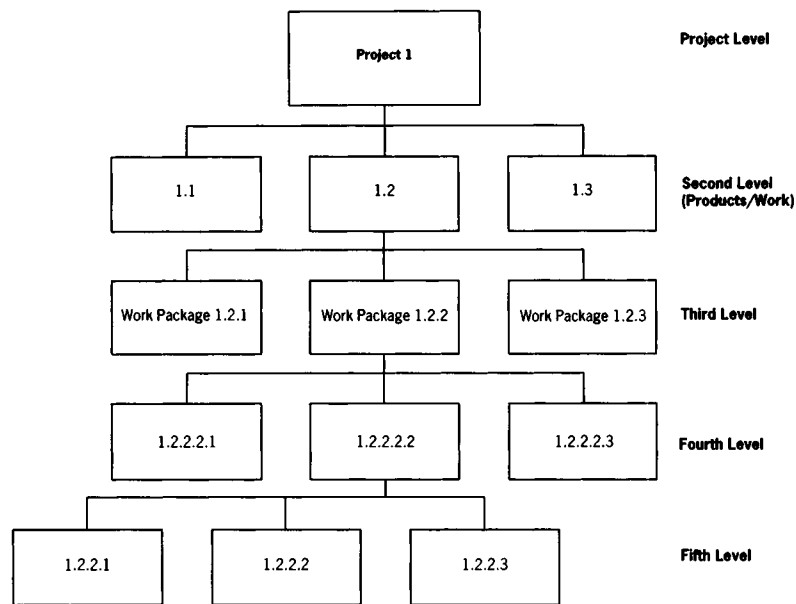 Project 1
Project Level
1.1
1.2
1.3
Second Level
(Products/Work)
Work Package 1.2.1
Work Package 1.2.2
Work Package 1.2.3
Third Level
1.2.2.2.1
1.2.2.2.2
1.2.2.2.3
Fourth Level
1.2.2.1
1.2.2.2
1.2.2.3
Fifth Level